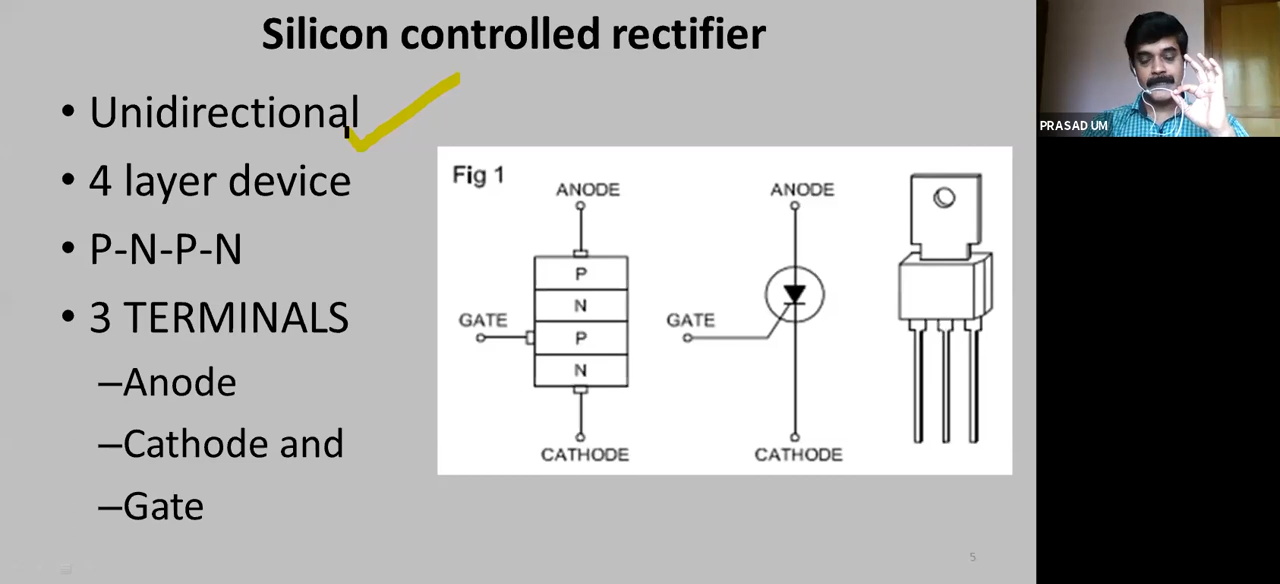 Silicon controlled rectifier
• Unidirectional
• 4 layer device
• P-N-P-N
• 3 TERMINALS
–Anode
–Cathode and
–Gate
Fig 1
ANODE
P
N
P
N
GATE
CATHODE
ANODE
GATE
CATHODE
5
PRASAD UM